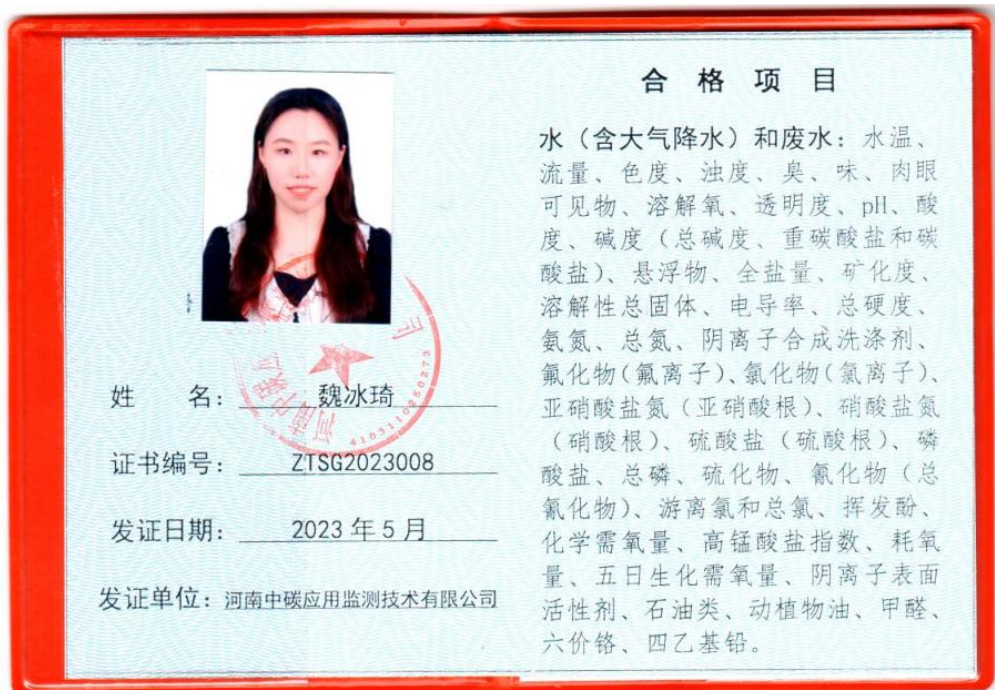 姓 名：魏冰琦
证书编号：ZTSG2023008
发证日期：2023年5月
发证单位：河南中碳应用监测技术有限公司
4103110250273
合格项目
水（含大气降水）和废水：水温、
流量、色度、浊度、臭、味、肉眼
可见物、溶解氧、透明度、pH、酸
度、碱度（总碱度、重碳酸盐和碳
酸盐）、悬浮物、全盐量、矿化度、
溶解性总固体、电导率、总硬度、
氨氮、总氮、阴离子合成洗涤剂、
氟化物(氟离子)、氯化物(氯离子)、
亚硝酸盐氮（亚硝酸根）、硝酸盐氮
（硝酸根）、硫酸盐（硫酸根）、磷
酸盐、总磷、硫化物、氰化物（总
氰化物）、游离氯和总氯、挥发酚、
化学需氧量、高锰酸盐指数、耗氧
量、五日生化需氧量、阴离子表面
活性剂、石油类、动植物油、甲醛、
六价铬、四乙基铅。